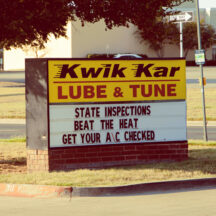 Kwik Kar
LUBE & TUNE
STATE INSPECTIONS
BEAT THE HEAT
GET YOUR A\C CHECKED